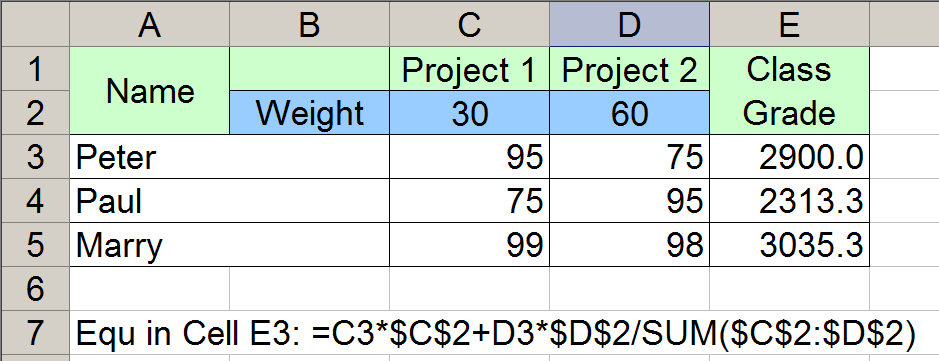 A B C D E
1 Project 1 Project 2 Class
Name
2 Weight 30 60 Grade
3 Peter 95 75 2900.0
4 Paul 75 95 2313.3
5 Marry 99 98 3035.3
6
7 Equ in Cell E3: =C3*$C$2+D3*$D$2/SUM($C$2:$D$2)